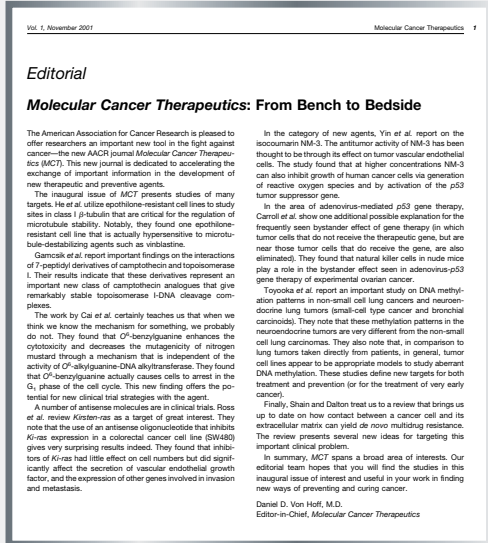 Vol. 1, November 2001
Molecular Cancer Therapeutics 1
Editorial
Molecular Cancer Therapeutics: From Bench to Bedside
The American Association for Cancer Research is pleased to
offer researchers an important new tool in the fight against
cancer—the new AACR journal Molecular Cancer Therapeu-
tics (MCT). This new journal is dedicated to accelerating the
exchange of important information in the development of
new therapeutic and preventive agents.
The inaugural issue of MCT presents studies of many
targets. He et al. utilize epothilone-resistant cell lines to study
sites in class I β-tubulin that are critical for the regulation of
microtubule stability. Notably, they found one epothilone-
resistant cell line that is actually hypersensitive to microtu-
bule-destabilizing agents such as vinblastine.
Gamcsik et al. report important findings on the interactions
of 7-peptidyl derivatives of camptothecin and topoisomerase
I. Their results indicate that these derivatives represent an
important new class of camptothecin analogues that give
remarkably stable topoisomerase I-DNA cleavage com-
plexes.
The work by Cai et al. certainly teaches us that when we
think we know the mechanism for something, we probably
do not. They found that O⁶-benzylguanine enhances the
cytotoxicity and decreases the mutagenicity of nitrogen
mustard through a mechanism that is independent of the
activity of O⁶-alkylguanine-DNA alkyltransferase. They found
that O⁶-benzylguanine actually causes cells to arrest in the
G₁ phase of the cell cycle. This new finding offers the po-
tential for new clinical trial strategies with the agent.
A number of antisense molecules are in clinical trials. Ross
et al. review Kirsten-ras as a target of great interest. They
note that the use of an antisense oligonucleotide that inhibits
Ki-ras expression in a colorectal cancer cell line (SW480)
gives very surprising results indeed. They found that inhibi-
tors of Ki-ras had little effect on cell numbers but did signif-
icantly affect the secretion of vascular endothelial growth
factor, and the expression of other genes involved in invasion
and metastasis.
In the category of new agents, Yin et al. report on the
isocoumarin NM-3. The antitumor activity of NM-3 has been
thought to be through its effect on tumor vascular endothelial
cells. The study found that at higher concentrations NM-3
can also inhibit growth of human cancer cells via generation
of reactive oxygen species and by activation of the p53
tumor suppressor gene.
In the area of adenovirus-mediated p53 gene therapy,
Carroll et al. show one additional possible explanation for the
frequently seen bystander effect of gene therapy (in which
tumor cells that do not receive the therapeutic gene, but are
near those tumor cells that do receive the gene, are also
eliminated). They found that natural killer cells in nude mice
play a role in the bystander effect seen in adenovirus-p53
gene therapy of experimental ovarian cancer.
Toyooka et al. report an important study on DNA methyl-
ation patterns in non-small cell lung cancers and neuroen-
docrine lung tumors (small-cell type cancer and bronchial
carcinoids). They note that these methylation patterns in the
neuroendocrine tumors are very different from the non-small
cell lung carcinomas. They also note that, in comparison to
lung tumors taken directly from patients, in general, tumor
cell lines appear to be appropriate models to study aberrant
DNA methylation. These studies define new targets for both
treatment and prevention (or for the treatment of very early
cancer).
Finally, Shain and Dalton treat us to a review that brings us
up to date on how contact between a cancer cell and its
extracellular matrix can yield de novo multidrug resistance.
The review presents several new ideas for targeting this
important clinical problem.
In summary, MCT spans a broad area of interests. Our
editorial team hopes that you will find the studies in this
inaugural issue of interest and useful in your work in finding
new ways of preventing and curing cancer.
Daniel D. Von Hoff, M.D.
Editor-in-Chief, Molecular Cancer Therapeutics